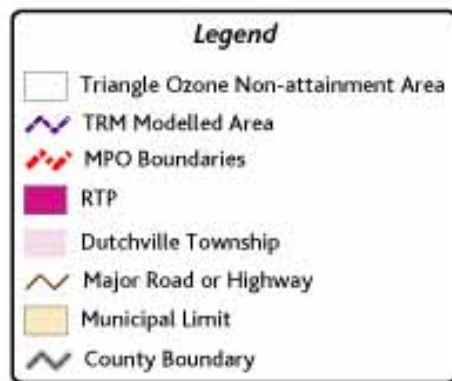 Legend
Triangle Ozone Non-attainment Area
TRM Modelled Area
MPO Boundaries
RTP
Dutchville Township
Major Road or Highway
Municipal Limit
County Boundary